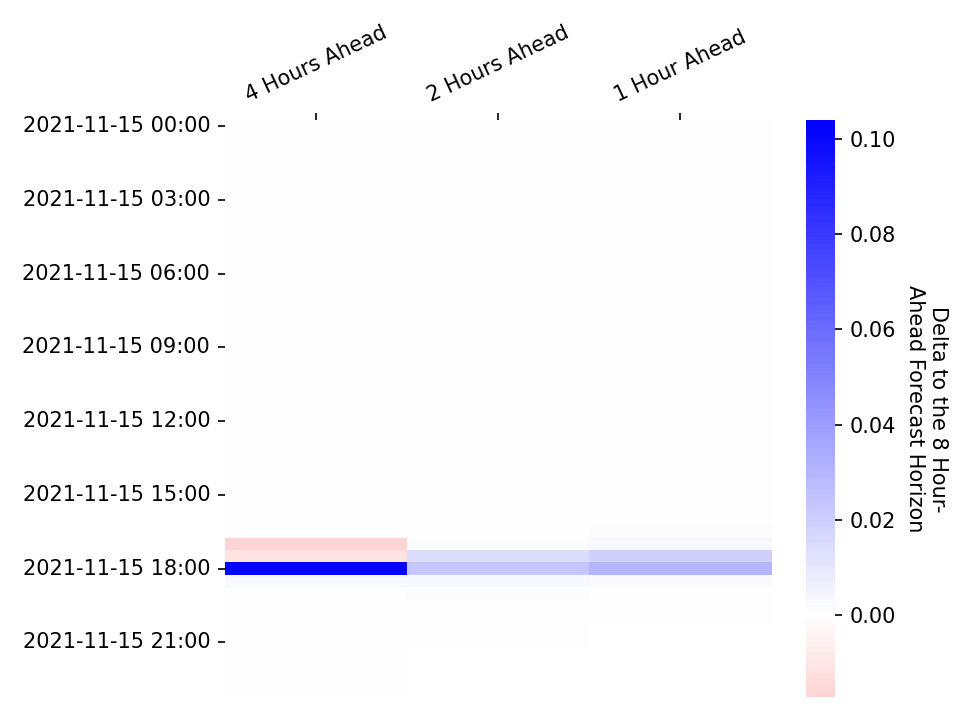 4 Hours Ahead
2 Hours Ahead
1 Hour Ahead
2021-11-15 00:00
2021-11-15 03:00
2021-11-15 06:00
2021-11-15 09:00
2021-11-15 12:00
2021-11-15 15:00
2021-11-15 18:00
2021-11-15 21:00
0.10
0.08
0.06
0.04
0.02
0.00
Delta to the 8 Hour-
Ahead Forecast Horizon